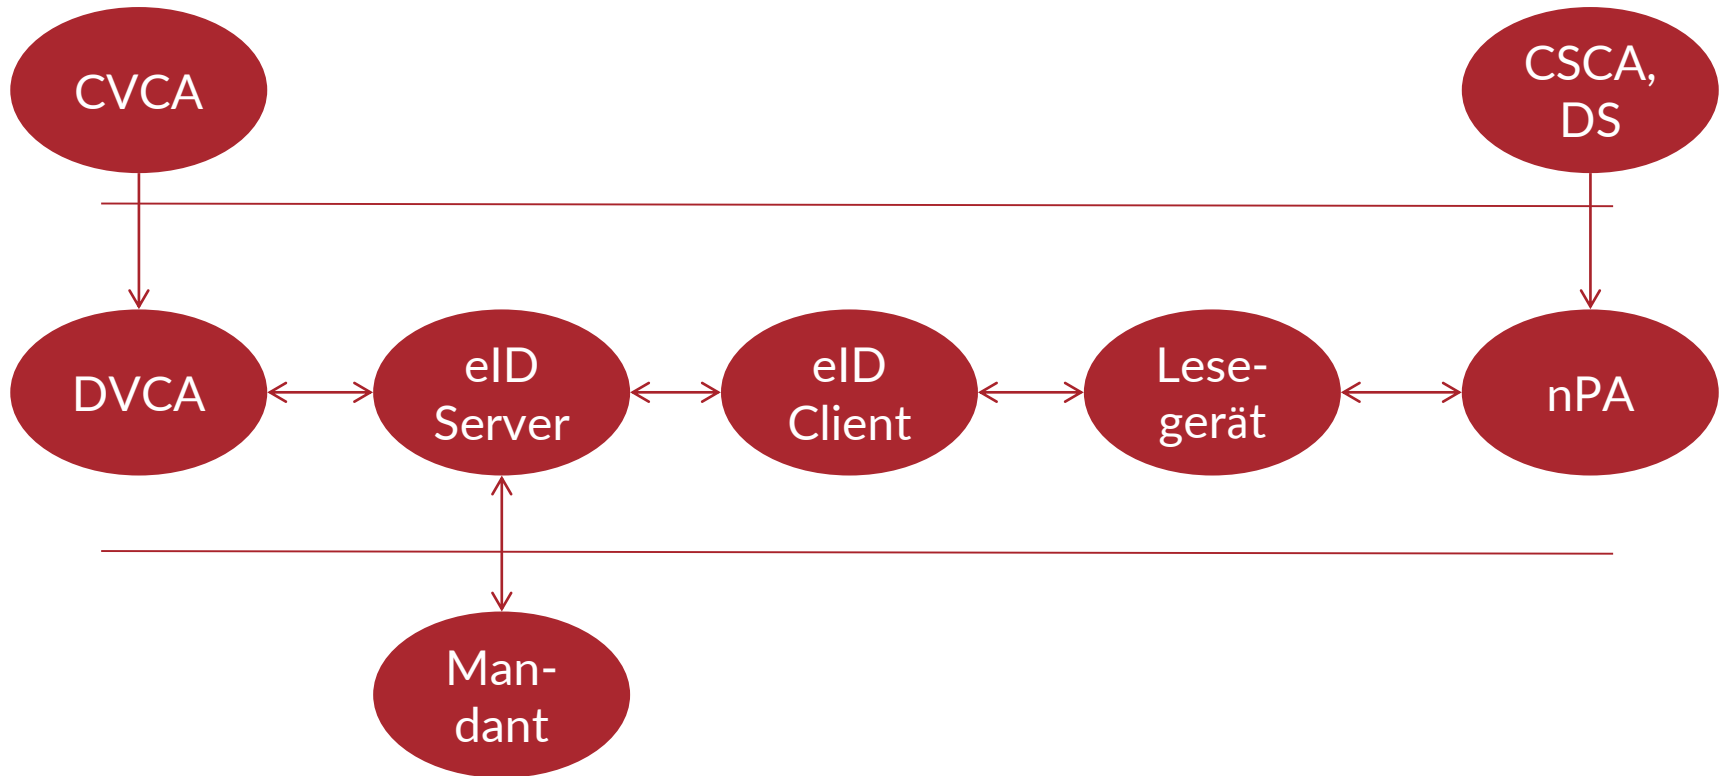 CVCA
CSCA,
DS
DVCA
eID
Server
eID
Client
Lese-
gerät
nPA
Man-
dant